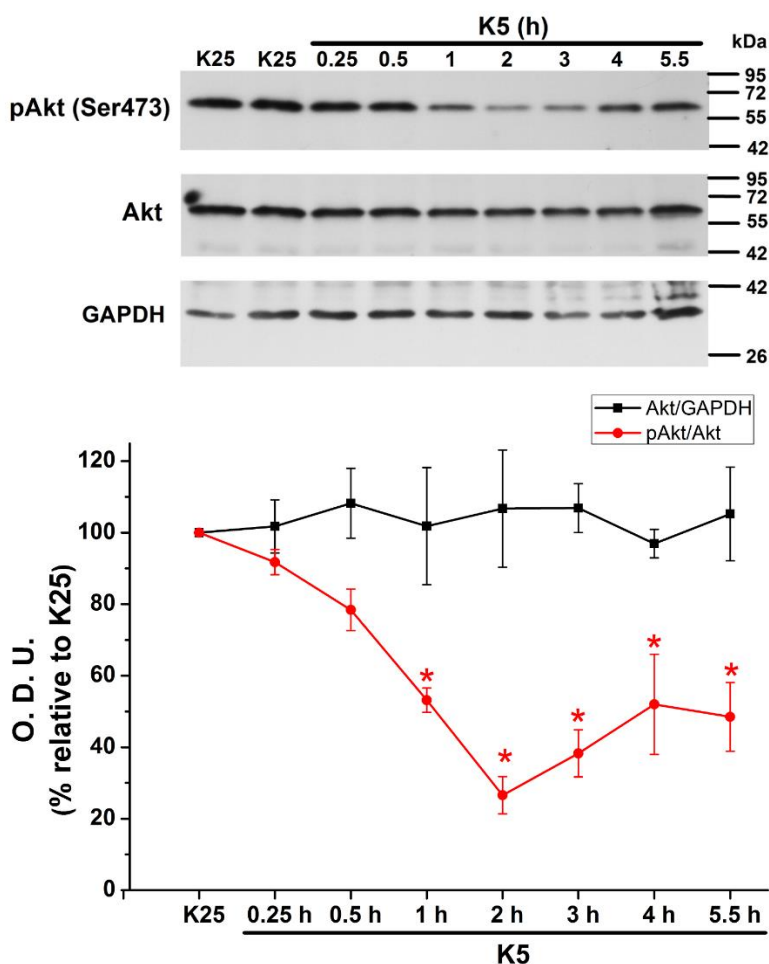 K5 (h)
kDa
K25 K25 0.25 0.5 1 2 3 4 5.5
pAkt (Ser473)
95
72
55
42
Akt
95
72
55
42
GAPDH
42
26
Akt/GAPDH
pAkt/Akt
O. D. U.
(% relative to K25)
120
100
80
60
40
20
0
* * * * *
K25 0.25 h 0.5 h 1 h 2 h 3 h 4 h 5.5 h
K5